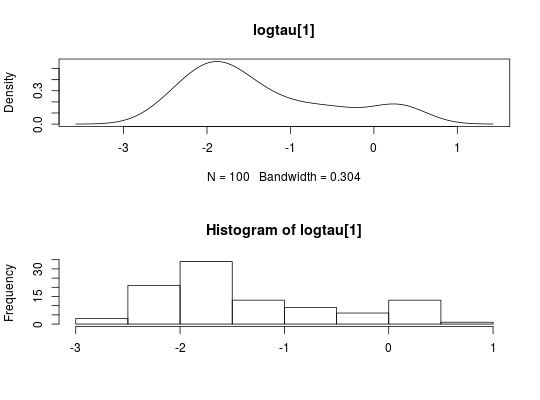 logtau[1]
Density
0.0 0.3
-3 -2 -1 0 1
N = 100 Bandwidth = 0.304
Histogram of logtau[1]
Frequency
0 15 30
-3 -2 -1 0 1